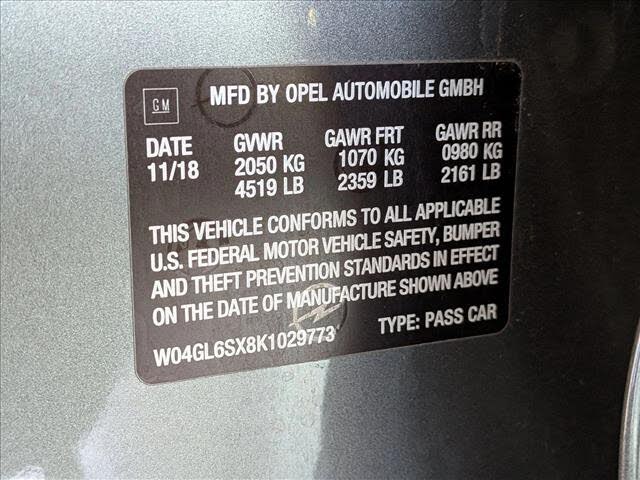 GM MFD BY OPEL AUTOMOBILE GMBH
DATE GVWR GAWR FRT GAWR RR
11/18 2050 KG 1070 KG 0980 KG
4519 LB 2359 LB 2161 LB
THIS VEHICLE CONFORMS TO ALL APPLICABLE
U.S. FEDERAL MOTOR VEHICLE SAFETY, BUMPER
AND THEFT PREVENTION STANDARDS IN EFFECT
ON THE DATE OF MANUFACTURE SHOWN ABOVE
W04GL6SX8K1029773 TYPE: PASS CAR